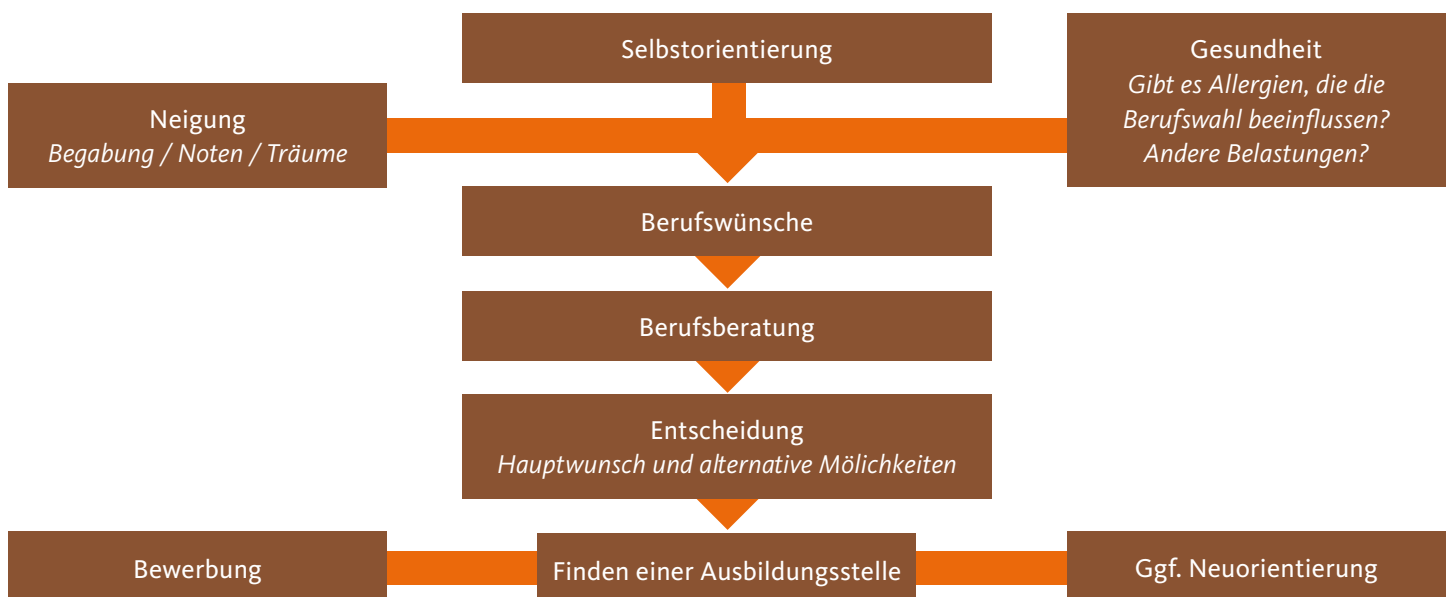 Selbstorientierung
Neigung
Begabung / Noten / Träume
Gesundheit
Gibt es Allergien, die die
Berufswahl beeinflussen?
Andere Belastungen?
Berufswünsche
Berufsberatung
Entscheidung
Hauptwunsch und alternative Mölichkeiten
Bewerbung
Finden einer Ausbildungsstelle
Ggf. Neuorientierung